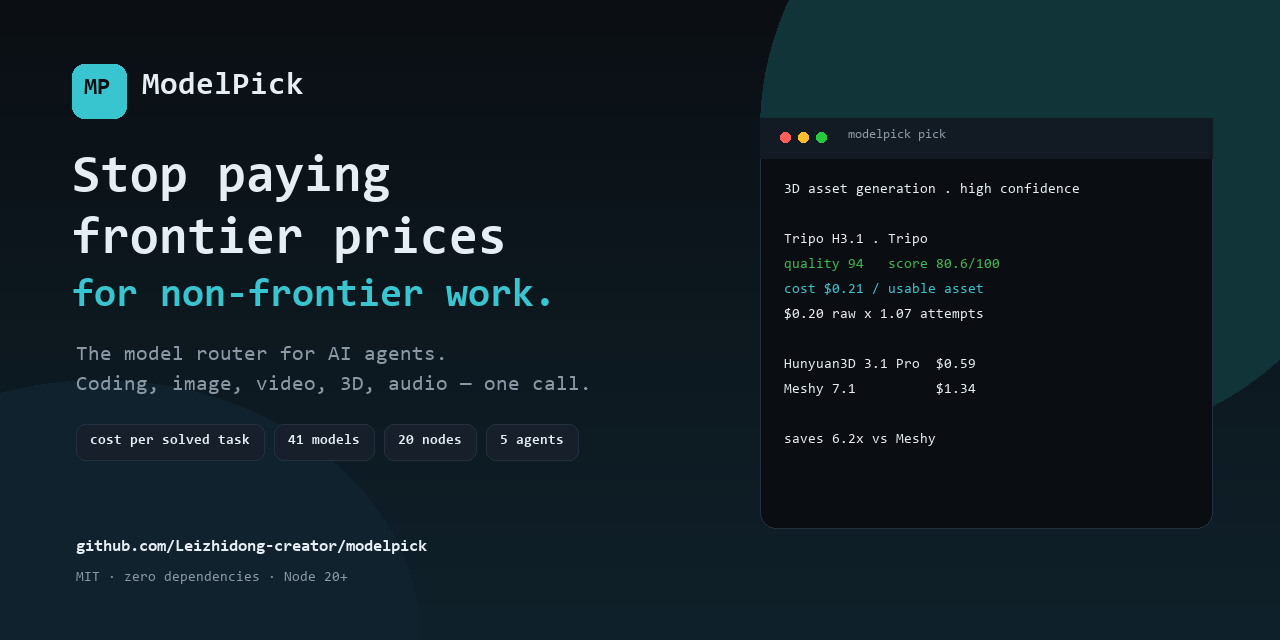 MP ModelPick
Stop paying
frontier prices
for non-frontier work.
The model router for AI agents.
Coding, image, video, 3D, audio — one call.
cost per solved task 41 models 20 nodes 5 agents
github.com/Leizhidong-creator/modelpick
MIT · zero dependencies · Node 20+
modelpick pick
3D asset generation . high confidence
Tripo H3.1 . Tripo
quality 94 score 80.6/100
cost $0.21 / usable asset
$0.20 raw x 1.07 attempts
Hunyuan3D 3.1 Pro $0.59
Meshy 7.1 $1.34
saves 6.2x vs Meshy